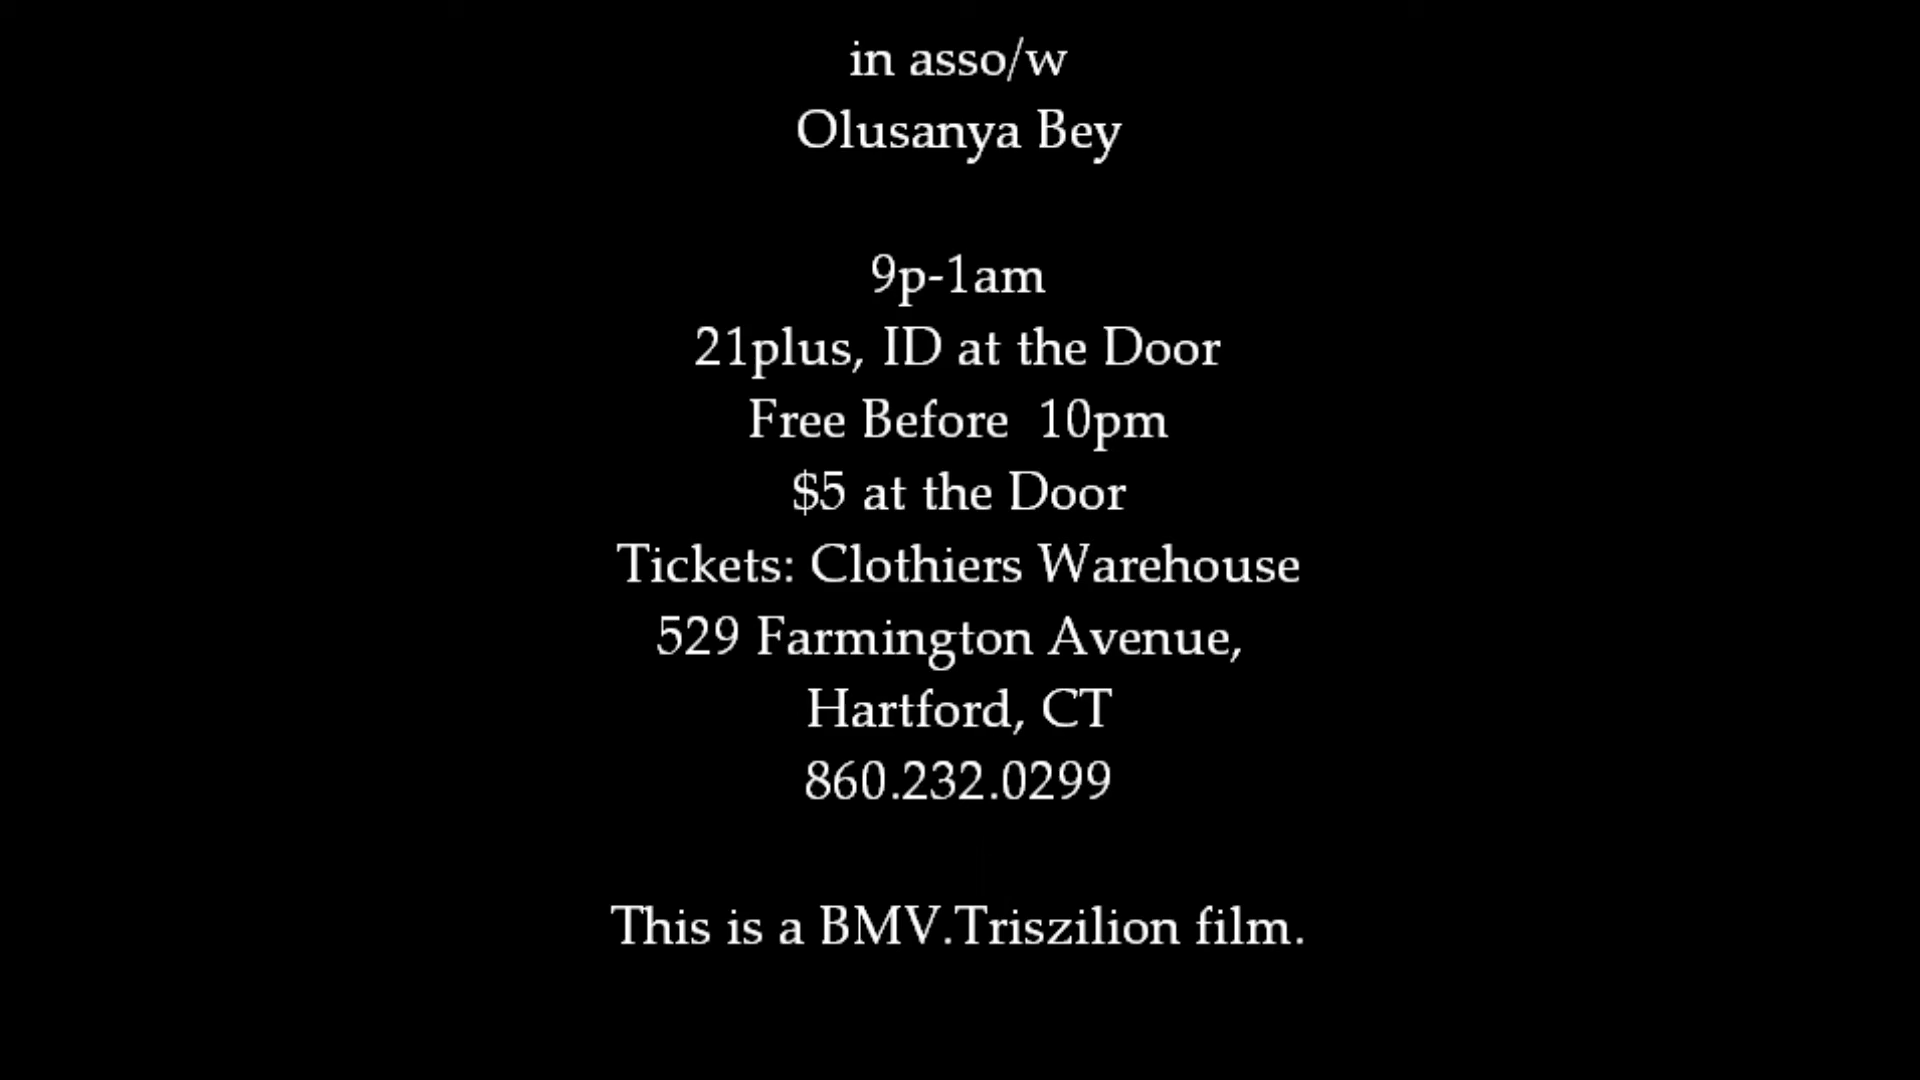 in asso/w
Olusanya Bey
9p-1am
21plus, ID at the Door
Free Before  10pm
$5 at the Door
Tickets: Clothiers Warehouse
529 Farmington Avenue,
Hartford, CT
860.232.0299
This is a BMV.Triszilion film.